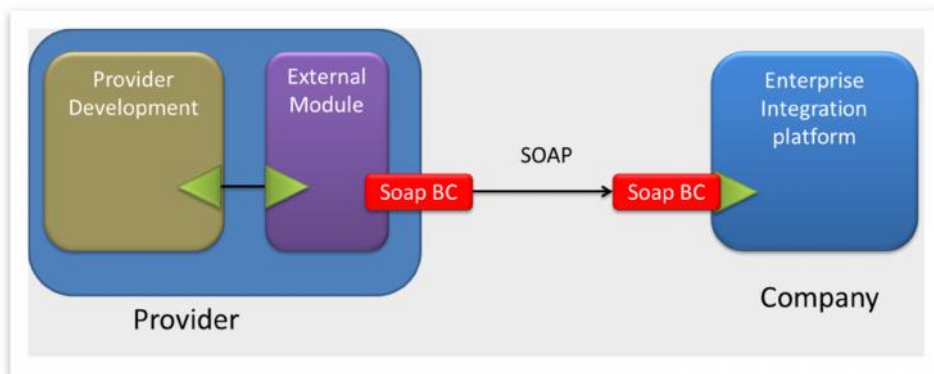 Provider
Development
External
Module
Enterprise
Integration
platform
SOAP
Soap BC
Soap BC
Provider
Company